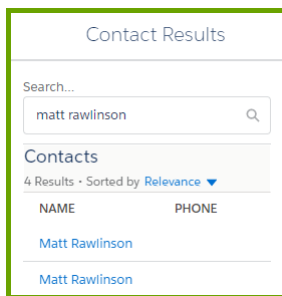 Contact Results
Search...
matt rawlinson
Contacts
4 Results • Sorted by Relevance
NAME PHONE
Matt Rawlinson
Matt Rawlinson